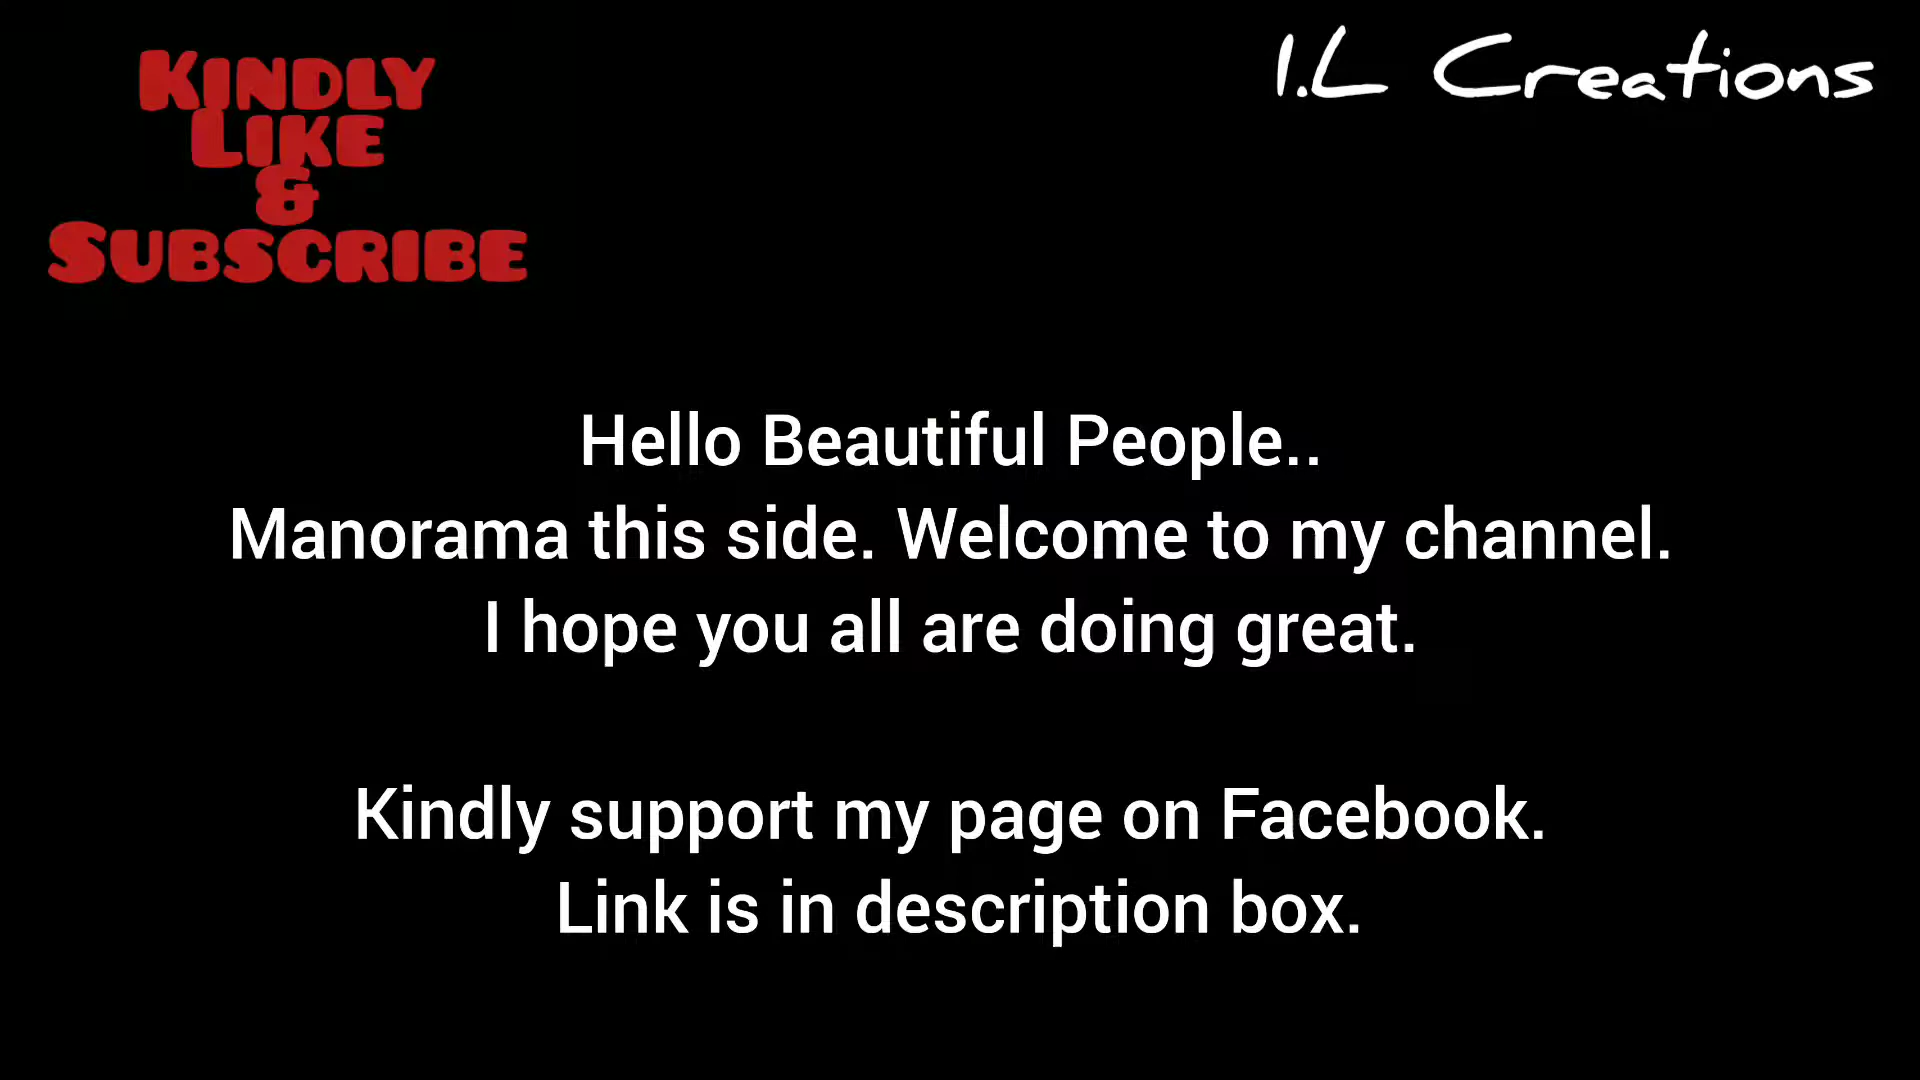 Kindly
Like
&
Subscribe
I.L Creations
Hello Beautiful People..
Manorama this side. Welcome to my channel.
I hope you all are doing great.
Kindly support my page on Facebook.
Link is in description box.